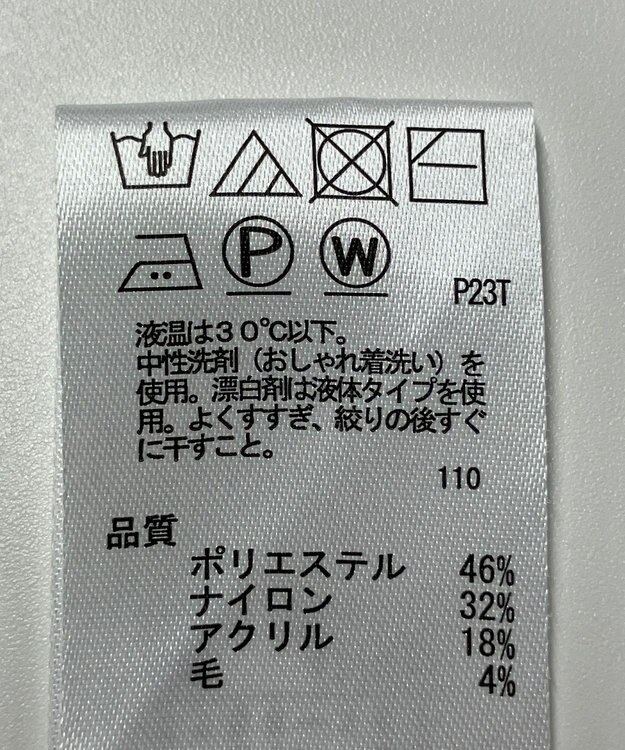 P W
P23T
液温は30℃以下。
中性洗剤（おしゃれ着洗い）を
使用。漂白剤は液体タイプを使
用。よくすすぎ、絞りの後すぐ
に干すこと。
110
品質
ポリエステル 46%
ナイロン 32%
アクリル 18%
毛 4%